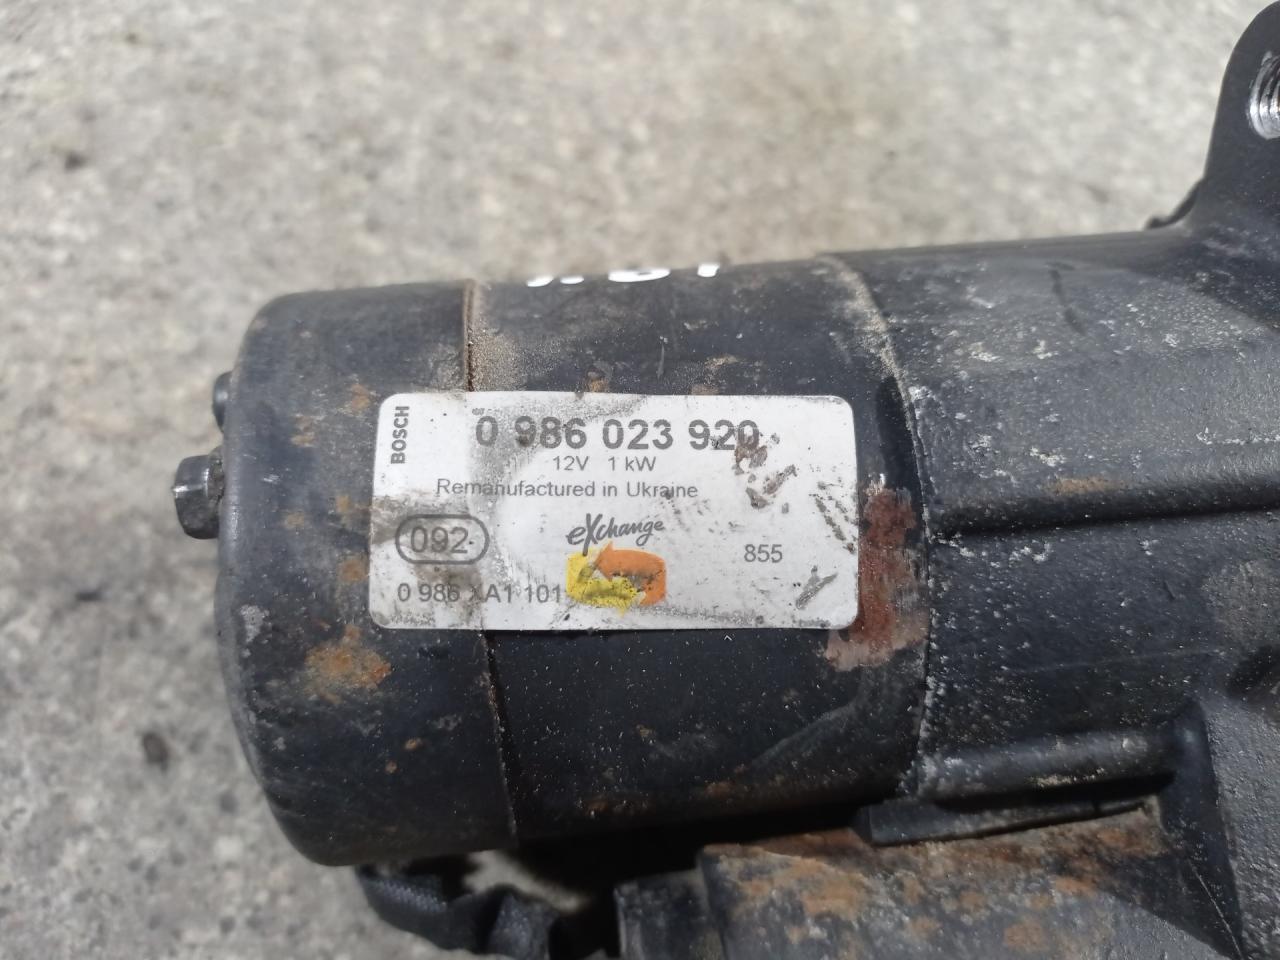 BOSCH
0 986 023 920
12V 1 kW
Remanufactured in Ukraine
092
eXchange
855
0 986 XA1 101